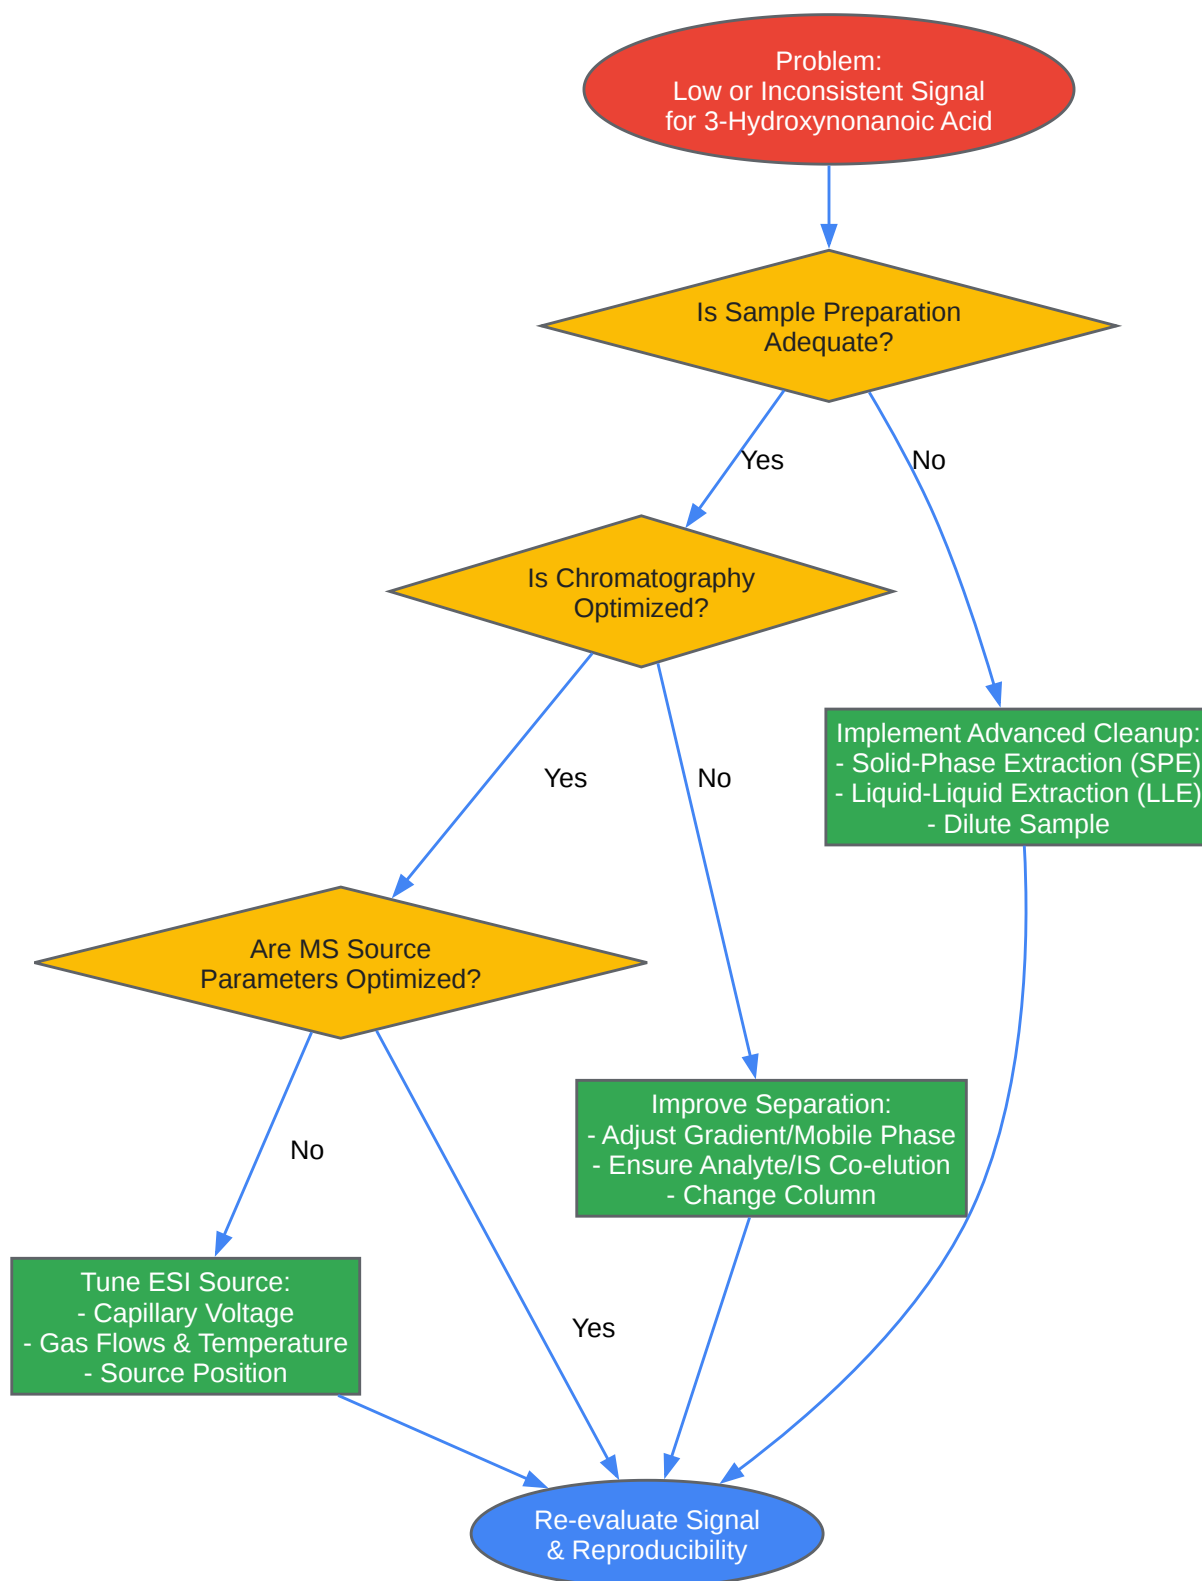 Problem:
Low or Inconsistent Signal
for 3-Hydroxynonanoic Acid
Is Sample Preparation
Adequate?
Yes
No
Is Chromatography
Optimized?
Yes
No
Implement Advanced Cleanup:
- Solid-Phase Extraction (SPE)
- Liquid-Liquid Extraction (LLE)
- Dilute Sample
Are MS Source
Parameters Optimized?
No
Yes
Improve Separation:
- Adjust Gradient/Mobile Phase
- Ensure Analyte/IS Co-elution
- Change Column
Tune ESI Source:
- Capillary Voltage
- Gas Flows & Temperature
- Source Position
Re-evaluate Signal
& Reproducibility